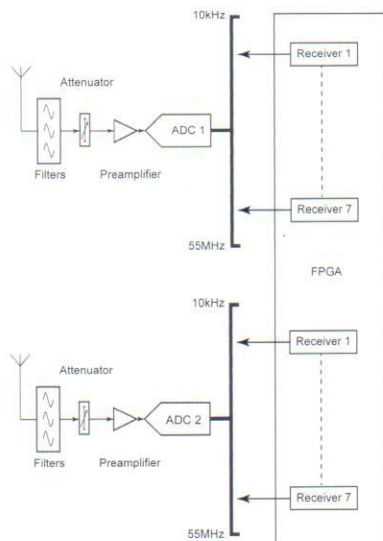 10kHz
Receiver 1
Attenuator
ADC 1
Filters
Preamplifier
Receiver 7
55MHz
FPGA
10kHz
Receiver 1
Attenuator
ADC 2
Filters
Preamplifier
Receiver 7
55MHz